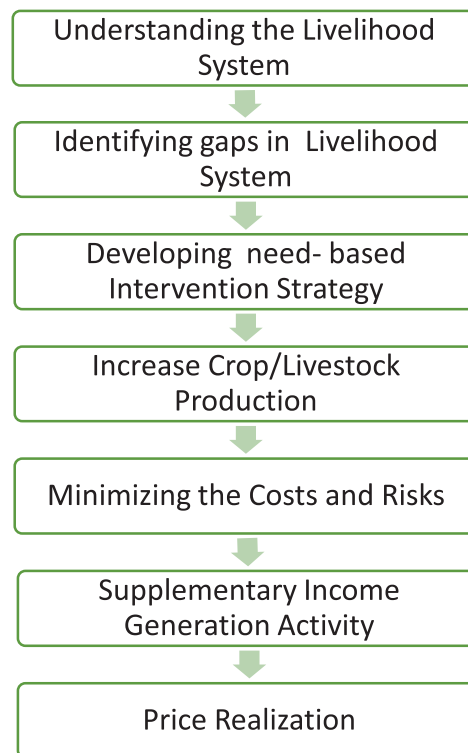 Understanding the Livelihood
System
Identifying gaps in Livelihood
System
Developing need- based
Intervention Strategy
Increase Crop/Livestock
Production
Minimizing the Costs and Risks
Supplementary Income
Generation Activity
Price Realization